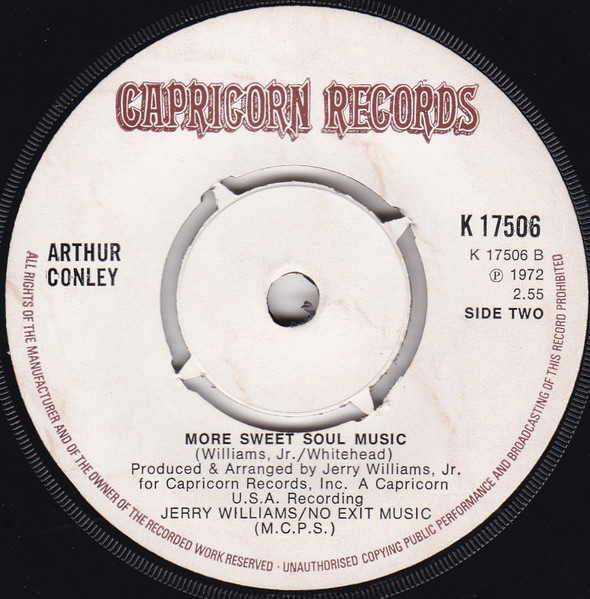 CAPRICORN RECORDS
ARTHUR
CONLEY
K 17506
K 17506 B
Ⓟ 1972
2.55
SIDE TWO
MORE SWEET SOUL MUSIC
(Williams, Jr./Whitehead)
Produced & Arranged by Jerry Williams, Jr.
for Capricorn Records, Inc. A Capricorn
U.S.A. Recording
JERRY WILLIAMS/NO EXIT MUSIC
(M.C.P.S.)
ALL RIGHTS OF THE MANUFACTURER AND OF THE OWNER OF THE RECORDED WORK RESERVED · UNAUTHORISED COPYING PUBLIC PERFORMANCE AND BROADCASTING OF THIS RECORD PROHIBITED